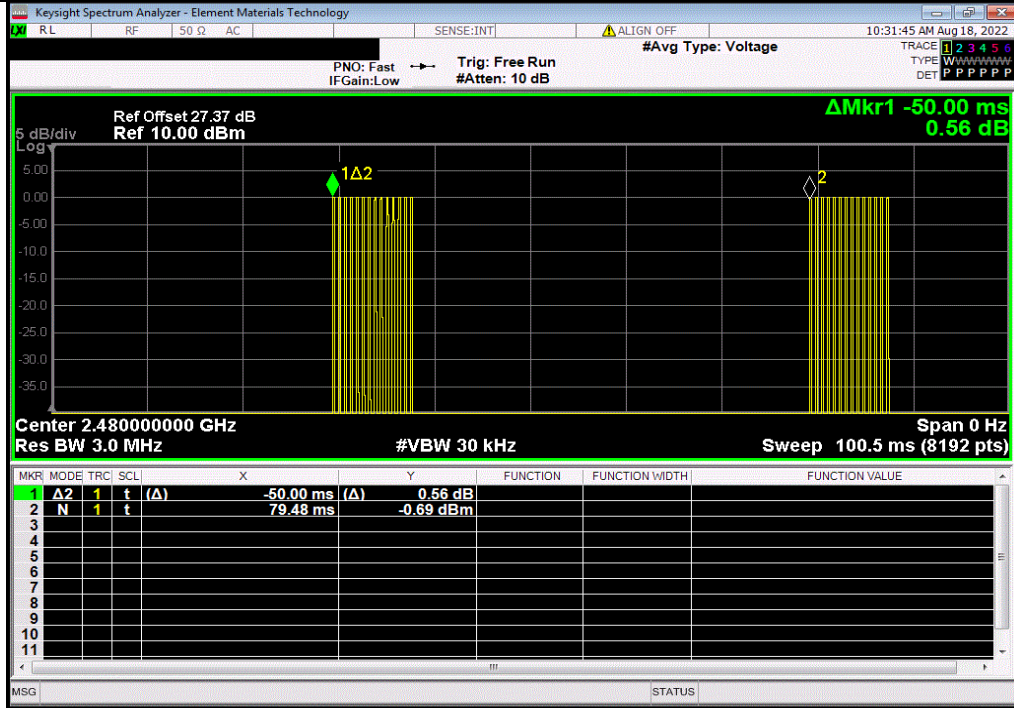 Keysight Spectrum Analyzer - Element Materials Technology
LXI RL RF 50 Ω AC SENSE:INT ALIGN OFF 10:31:45 AM Aug 18, 2022
#Avg Type: Voltage TRACE 1 2 3 4 5 6
PNO: Fast Trig: Free Run TYPE WWWWWW
IFGain:Low #Atten: 10 dB DET P P P P P P
ΔMkr1 -50.00 ms
0.56 dB
Ref Offset 27.37 dB
5 dB/div Ref 10.00 dBm
Log
1Δ2
2
5.00
0.00
-5.00
-10.0
-15.0
-20.0
-25.0
-30.0
-35.0
Center 2.480000000 GHz Span 0 Hz
Res BW 3.0 MHz #VBW 30 kHz Sweep 100.5 ms (8192 pts)
MKR MODE TRC SCL X Y FUNCTION FUNCTION WIDTH FUNCTION VALUE
1 Δ2 1 t (Δ) -50.00 ms (Δ) 0.56 dB
2 N 1 t 79.48 ms -0.69 dBm
3
4
5
6
7
8
9
10
11
MSG STATUS